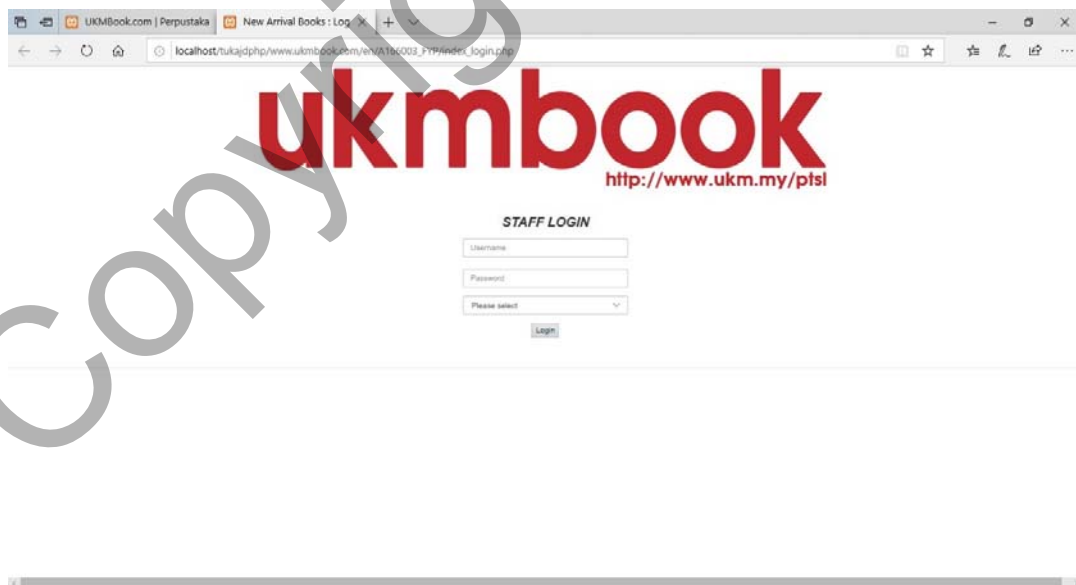 UKMBook.com | Perpustaka
New Arrival Books : Log
localhost/tukajdphp/www.ukmbook.com/en/A166003_FYP/index_login.php
ukmbook
http://www.ukm.my/ptsl
STAFF LOGIN
Username
Password
Please select
Login
Copyrig